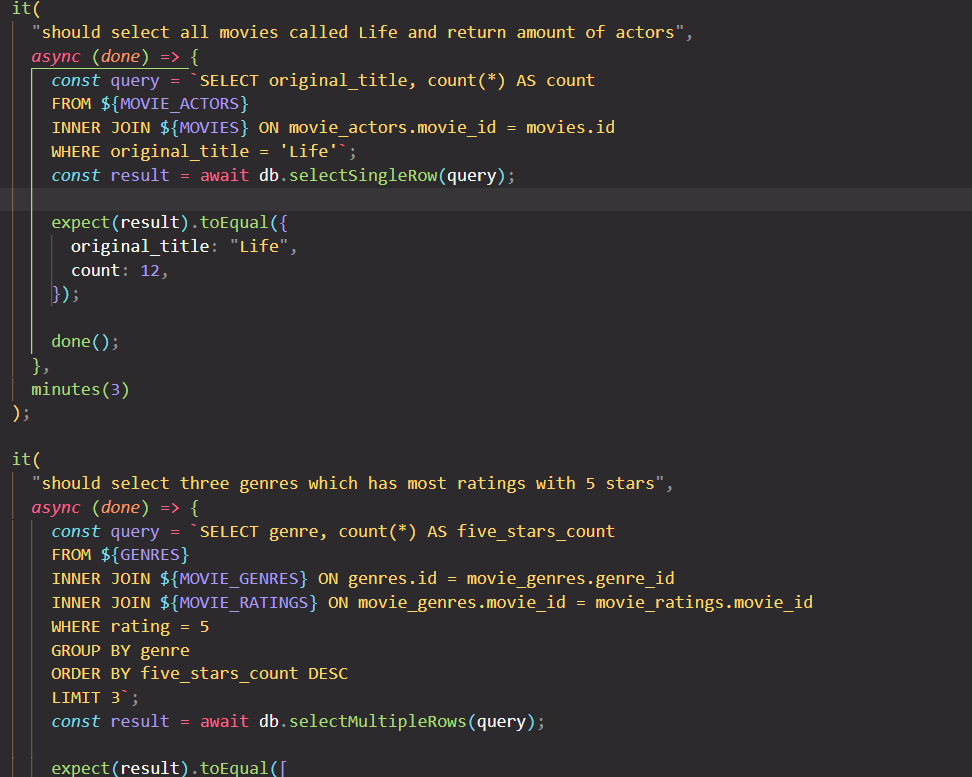 it(
"should select all movies called Life and return amount of actors",
async (done) => {
const query = `SELECT original_title, count(*) AS count
FROM ${MOVIE_ACTORS}
INNER JOIN ${MOVIES} ON movie_actors.movie_id = movies.id
WHERE original_title = 'Life'`;
const result = await db.selectSingleRow(query);
expect(result).toEqual({
original_title: "Life",
count: 12,
});
done();
},
minutes(3)
);
it(
"should select three genres which has most ratings with 5 stars",
async (done) => {
const query = `SELECT genre, count(*) AS five_stars_count
FROM ${GENRES}
INNER JOIN ${MOVIE_GENRES} ON genres.id = movie_genres.genre_id
INNER JOIN ${MOVIE_RATINGS} ON movie_genres.movie_id = movie_ratings.movie_id
WHERE rating = 5
GROUP BY genre
ORDER BY five_stars_count DESC
LIMIT 3`;
const result = await db.selectMultipleRows(query);
expect(result).toEqual([